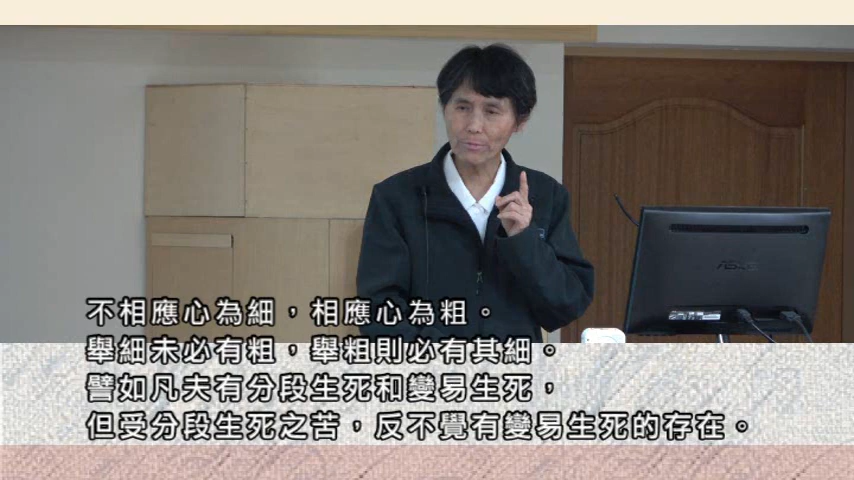 ASUS
不相應心為細，相應心為粗。
舉細未必有粗，舉粗則必有其細。
譬如凡夫有分段生死和變易生死，
但受分段生死之苦，反不覺有變易生死的存在。